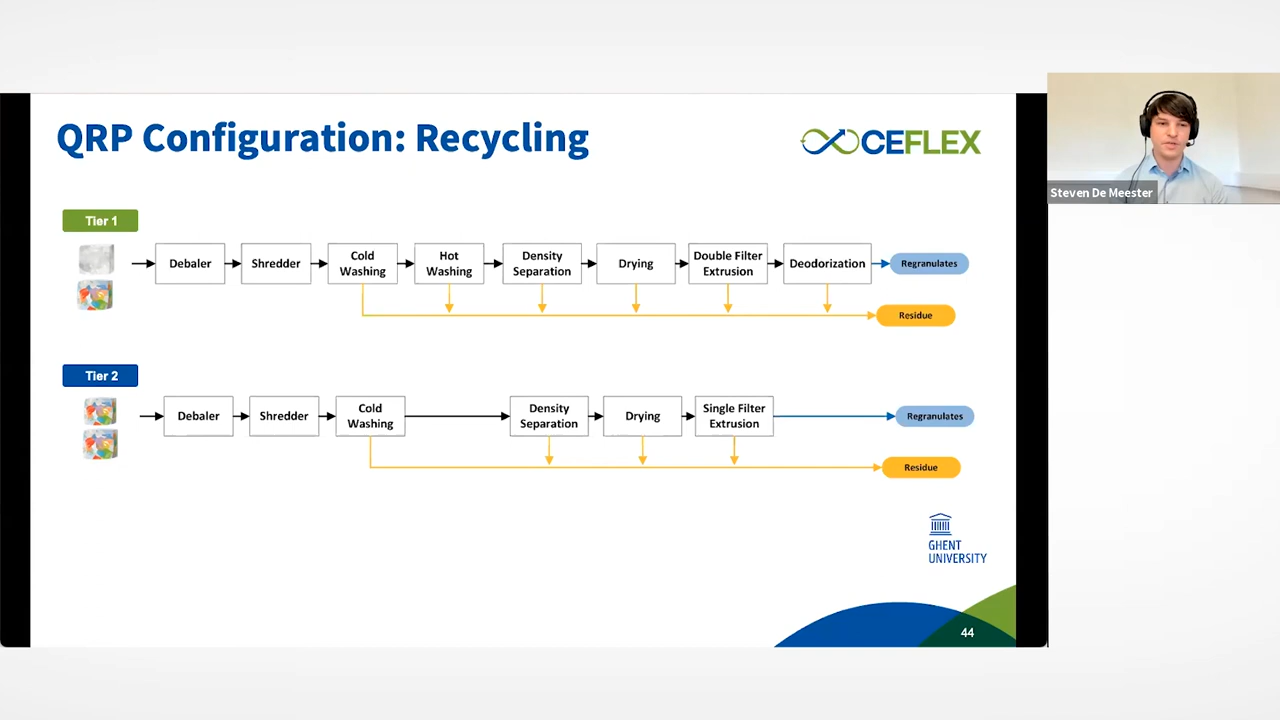 QRP Configuration: Recycling
CEFLEX
Steven De Meester
Tier 1
Debaler
Shredder
Cold
Washing
Hot
Washing
Density
Separation
Drying
Double Filter
Extrusion
Deodorization
Regranulates
Residue
Tier 2
Debaler
Shredder
Cold
Washing
Density
Separation
Drying
Single Filter
Extrusion
Regranulates
Residue
GHENT
UNIVERSITY
44